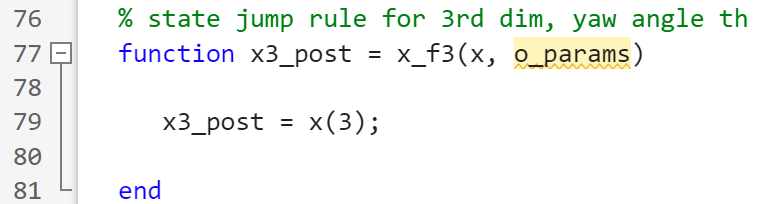 76 % state jump rule for 3rd dim, yaw angle th
77 function x3_post = x_f3(x, o_params)
78
79 x3_post = x(3);
80
81 end